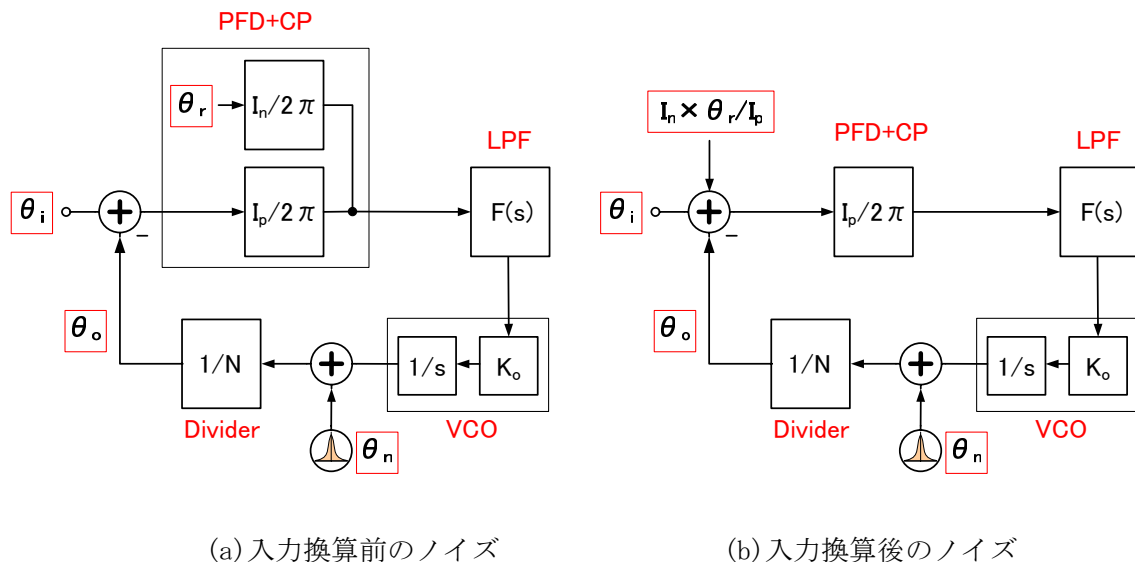 PFD+CP
θr
In/2π
Ip/2π
LPF
F(s)
θi
+
−
θo
1/N
Divider
+
1/s
Ko
VCO
θn
(a)入力換算前のノイズ
In×θr/Ip
PFD+CP
LPF
θi
+
−
Ip/2π
F(s)
θo
1/N
Divider
+
1/s
Ko
VCO
θn
(b)入力換算後のノイズ